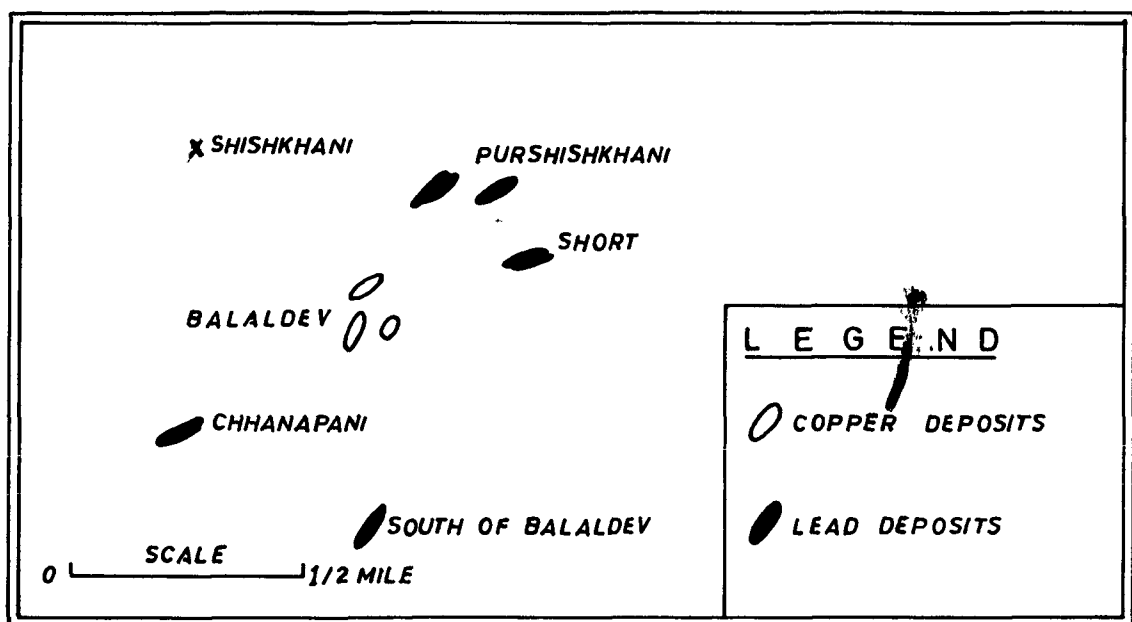 x SHISHKHANI
PURSHISHKHANI
SHORT
BALALDEV
CHHANAPANI
SOUTH OF BALALDEV
SCALE
0 1/2 MILE
LEGEND
COPPER DEPOSITS
LEAD DEPOSITS